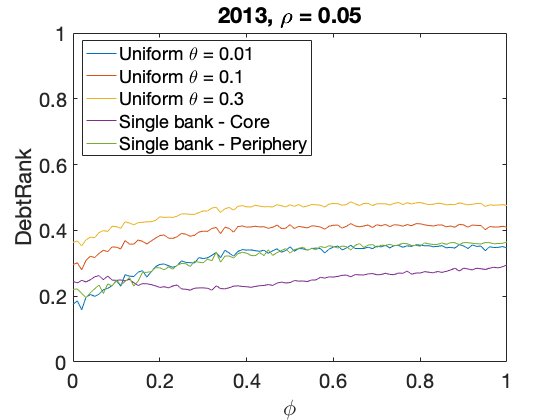 2013, ρ = 0.05
Uniform θ = 0.01
Uniform θ = 0.1
Uniform θ = 0.3
Single bank - Core
Single bank - Periphery
DebtRank
1
0.8
0.6
0.4
0.2
0
0 0.2 0.4 0.6 0.8 1
ϕ